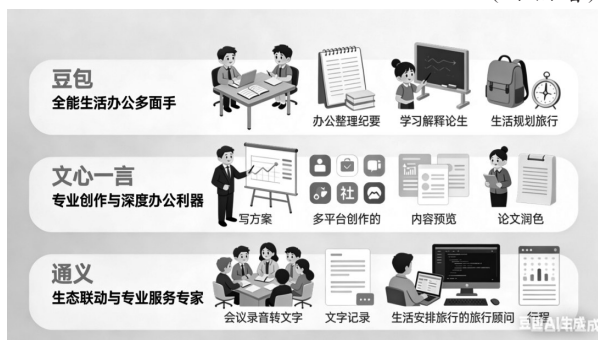 豆包
全能生活办公多面手
办公整理纪要
学习解释论生
生活规划旅行
文心一言
专业创作与深度办公利器
写方案
社
多平台创作的
内容预览
论文润色
通义
生态联动与专业服务专家
会议录音转文字
文字记录
生活安排旅行的旅行顾问
行程
豆包AI生成